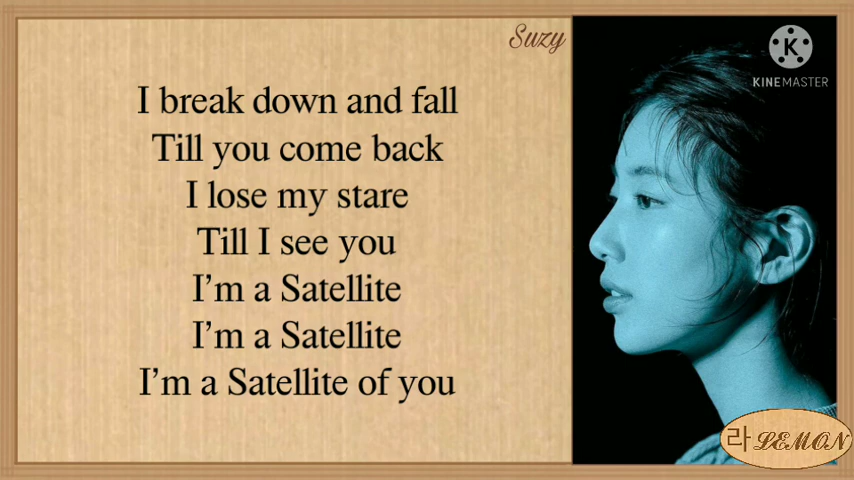 Suzy
I break down and fall
Till you come back
I lose my stare
Till I see you
I'm a Satellite
I'm a Satellite
I'm a Satellite of you
K
KINEMASTER
라 LEMON